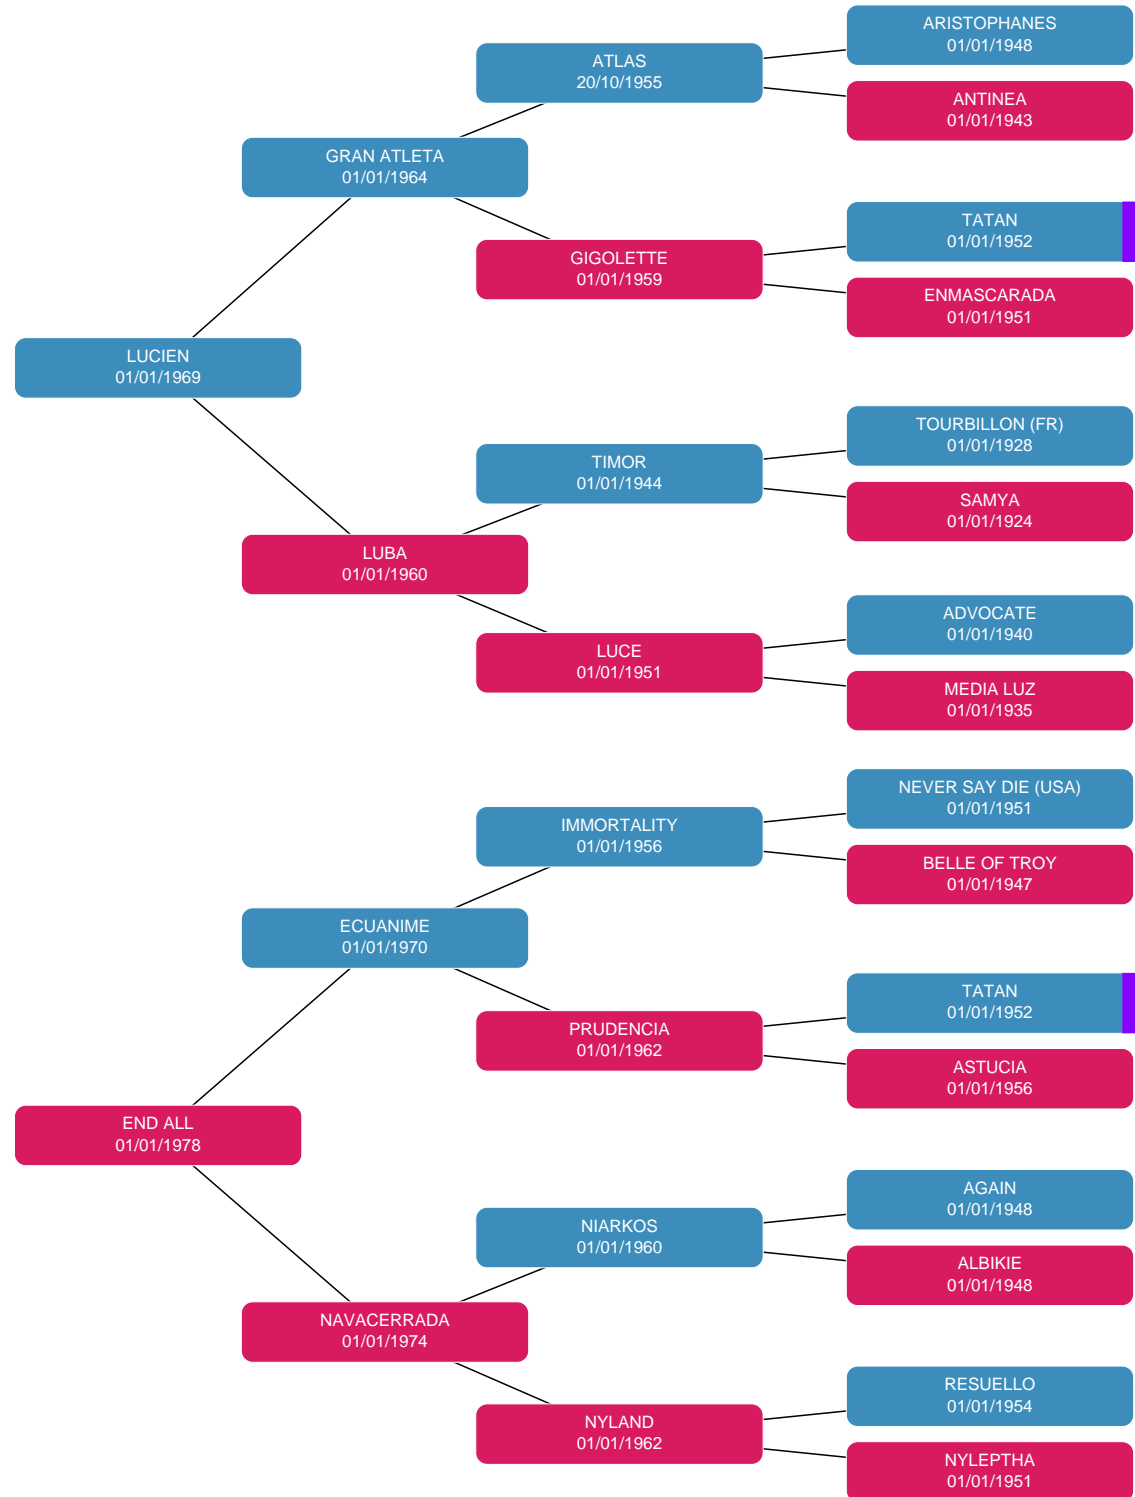 ARISTOPHANES
01/01/1948
ATLAS
20/10/1955
ANTINEA
01/01/1943
GRAN ATLETA
01/01/1964
TATAN
01/01/1952
GIGOLETTE
01/01/1959
ENMASCARADA
01/01/1951
LUCIEN
01/01/1969
TOURBILLON (FR)
01/01/1928
TIMOR
01/01/1944
SAMYA
01/01/1924
LUBA
01/01/1960
ADVOCATE
01/01/1940
LUCE
01/01/1951
MEDIA LUZ
01/01/1935
NEVER SAY DIE (USA)
01/01/1951
IMMORTALITY
01/01/1956
BELLE OF TROY
01/01/1947
ECUANIME
01/01/1970
TATAN
01/01/1952
PRUDENCIA
01/01/1962
ASTUCIA
01/01/1956
END ALL
01/01/1978
AGAIN
01/01/1948
NIARKOS
01/01/1960
ALBIKIE
01/01/1948
NAVACERRADA
01/01/1974
RESUELLO
01/01/1954
NYLAND
01/01/1962
NYLEPTHA
01/01/1951